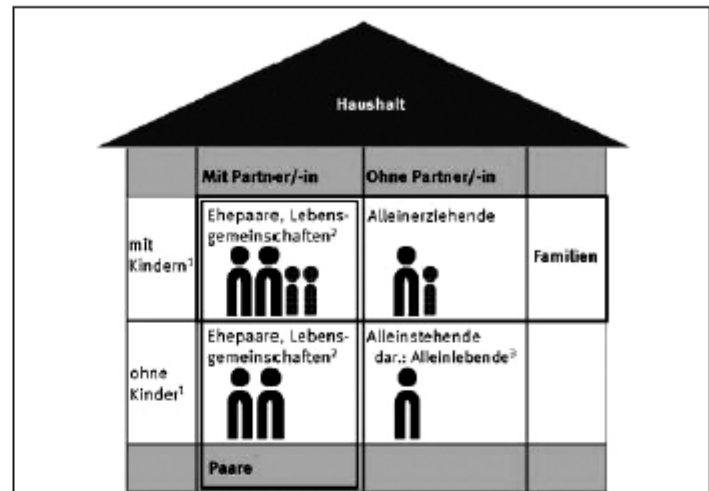 Haushalt
Mit Partner/-in
Ohne Partner/-in
mit
Kindern¹
Ehepaare, Lebens-
gemeinschaften²
Alleinerziehende
Familien
ohne
Kinder¹
Ehepaare, Lebens-
gemeinschaften²
Alleinstehende
dar.: Alleinlebende³
Paare